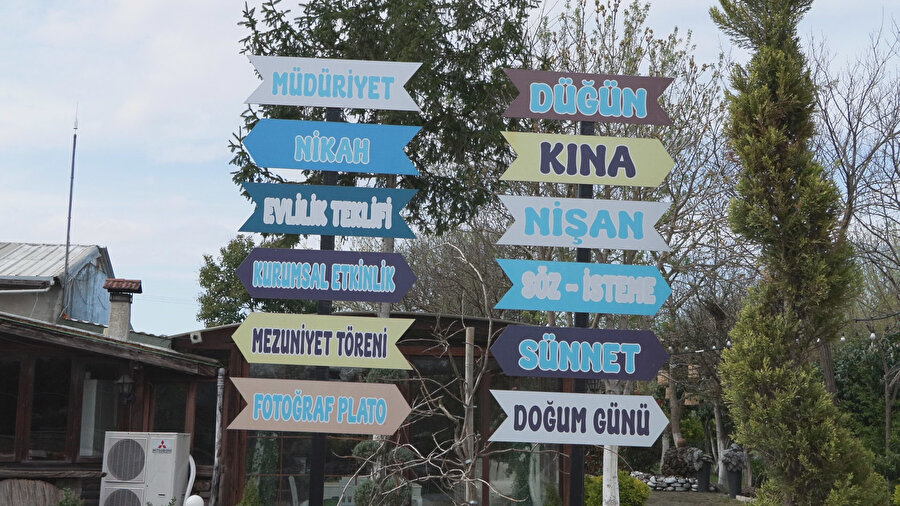 MÜDÜRİYET
NİKAH
EVLİLİK TEKLİFİ
KURUMSAL ETKİNLİK
MEZUNİYET TÖRENİ
FOTOĞRAF PLATO
DÜĞÜN
KINA
NİŞAN
SÖZ - İSTEME
SÜNNET
DOĞUM GÜNÜ
MITSUBISHI